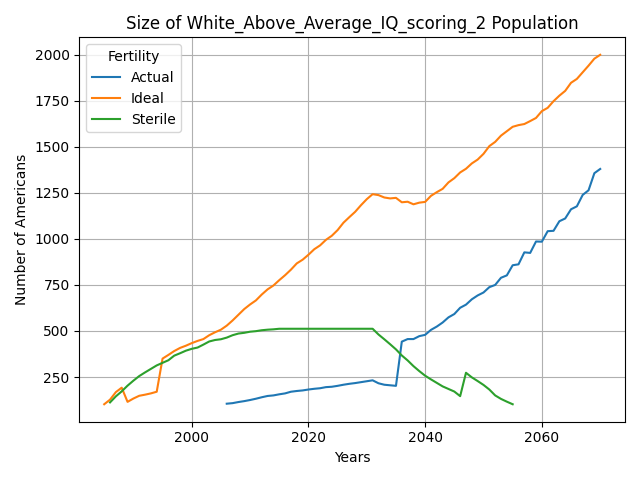 Size of White_Above_Average_IQ_scoring_2 Population
Fertility
Actual
Ideal
Sterile
2000
1750
1500
1250
1000
750
500
250
Number of Americans
2000 2020 2040 2060
Years